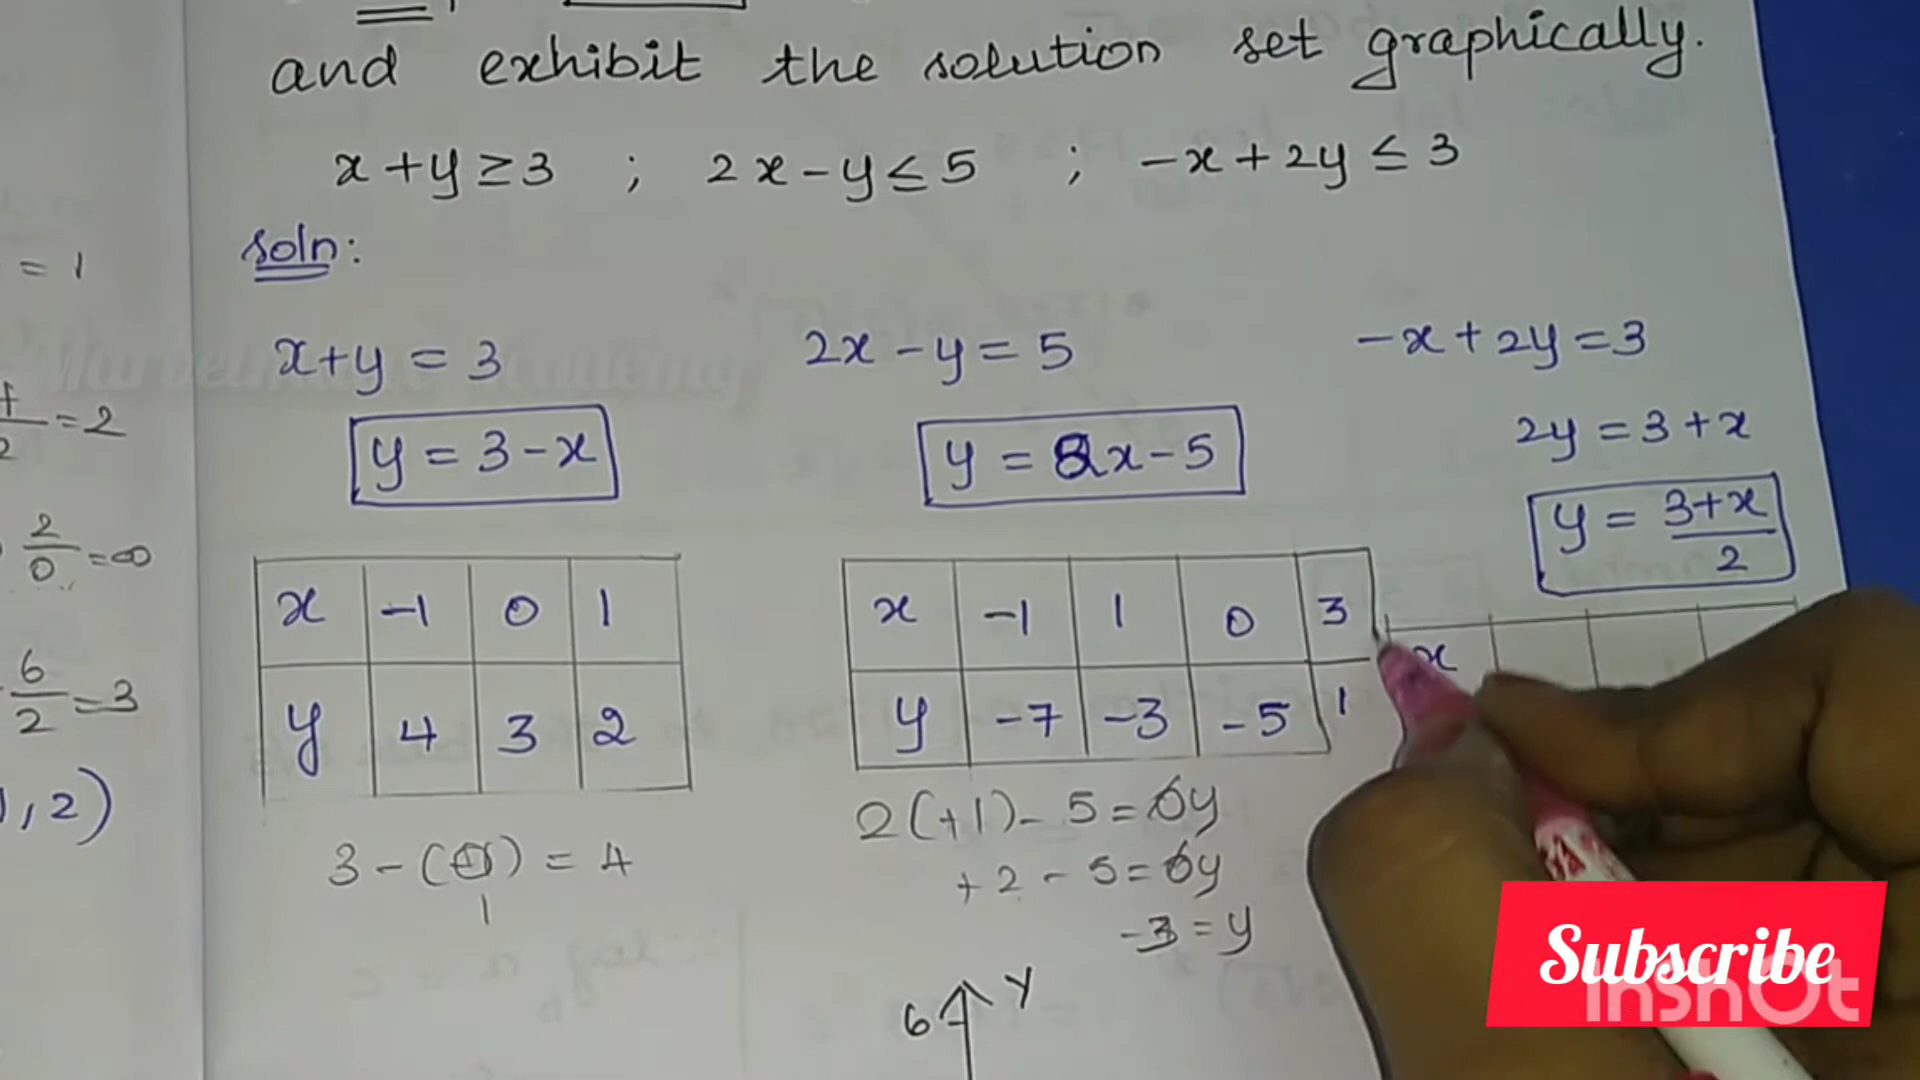 and exhibit the solution set graphically.
x + y ≥ 3 ; 2x - y ≤ 5 ; -x + 2y ≤ 3
soln:
= 1
x + y = 3
2x - y = 5
-x + 2y = 3
= 2
2
y = 3 - x
y = 2x - 5
2y = 3 + x
y = 3+x/2
2/0 = ∞
6/2 = 3
, 2)
x -1 0 1
y 4 3 2
3 - ( ) = 4
1
x -1 1 0 3
y -7 -3 -5 1
2(+1) - 5 = y
+2 - 5 = y
-3 = y
x
6 y
Subscribe
InShOt